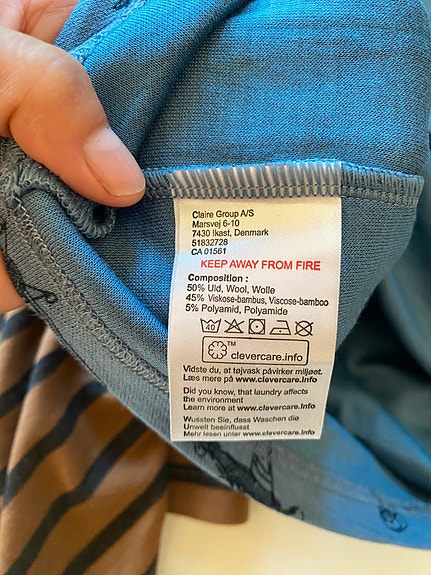 Claire Group A/S
Marsvej 6-10
7430 Ikast, Denmark
51832728
CA 01561
KEEP AWAY FROM FIRE
Composition :
50% Uld, Wool, Wolle
45% Viskose-bambus, Viscose-bamboo
5% Polyamid, Polyamide
40
TM
clevercare.info
Vidste du, at tøjvask påvirker miljøet.
Læs mere på www.clevercare.info
Did you know, that laundry affects
the environment
Learn more at www.clevercare.info
Wussten Sie, dass Waschen die
Umwelt beeinflusst
Mehr lesen unter www.clevercare.info